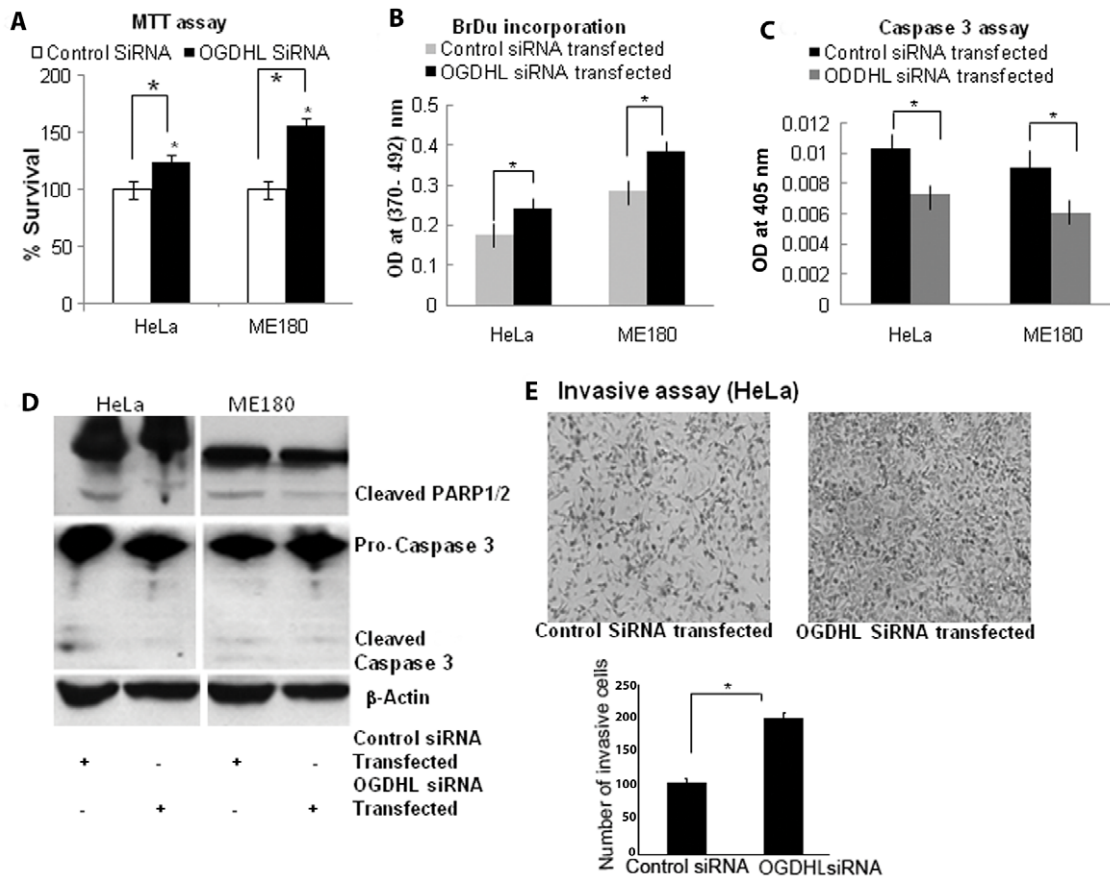 A
MTT assay
Control SiRNA OGDHL SiRNA
% Survival
200
150
100
50
0
*
*
*
*
HeLa ME180
B
BrDu incorporation
Control siRNA transfected
OGDHL siRNA transfected
OD at (370- 492) nm
0.5
0.4
0.3
0.2
0.1
0
*
*
HeLa ME180
C
Caspase 3 assay
Control siRNA transfected
ODDHL siRNA transfected
OD at 405 nm
0.012
0.010
0.008
0.006
0.004
0.002
0
*
*
HeLa ME180
D
HeLa ME180
Cleaved PARP1/2
Pro-Caspase 3
Cleaved
Caspase 3
β-Actin
Control siRNA
+ - + - Transfected
OGDHL siRNA
- + - + Transfected
E Invasive assay (HeLa)
Control SiRNA transfected OGDHL SiRNA transfected
Number of invasive cells
250
200
150
100
50
0
*
Control siRNA OGDHLsiRNA